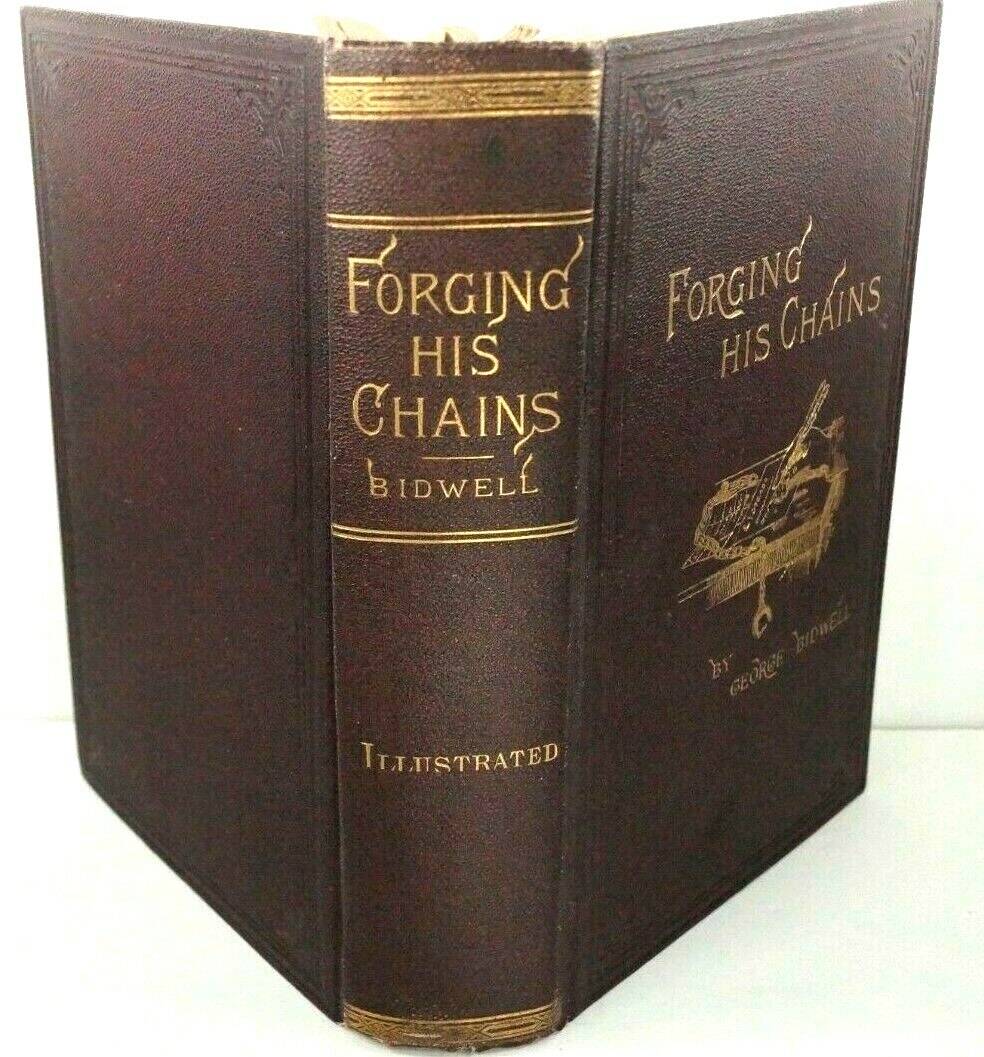 FORGING
HIS
CHAINS
BIDWELL
ILLUSTRATED
FORGING
HIS CHAINS
BY
GEORGE BIDWELL